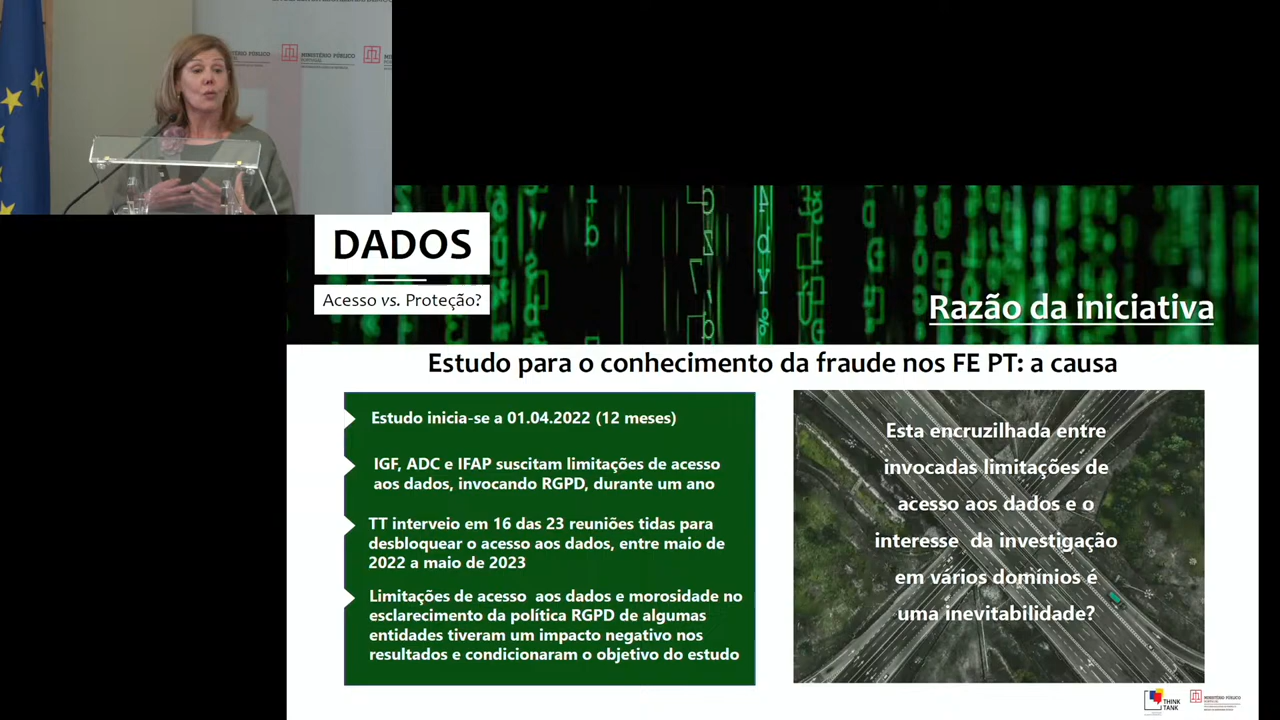 MINISTÉRIO PÚBLICO
PORTUGAL
DADOS
Acesso vs. Proteção?
Razão da iniciativa
Estudo para o conhecimento da fraude nos FE PT: a causa
Estudo inicia-se a 01.04.2022 (12 meses)
IGF, ADC e IFAP suscitam limitações de acesso
aos dados, invocando RGPD, durante um ano
TT interveio em 16 das 23 reuniões tidas para
desbloquear o acesso aos dados, entre maio de
2022 a maio de 2023
Limitações de acesso aos dados e morosidade no
esclarecimento da política RGPD de algumas
entidades tiveram um impacto negativo nos
resultados e condicionaram o objetivo do estudo
Esta encruzilhada entre
invocadas limitações de
acesso aos dados e o
interesse da investigação
em vários domínios é
uma inevitabilidade?
THINK
TANK
MINISTÉRIO PÚBLICO